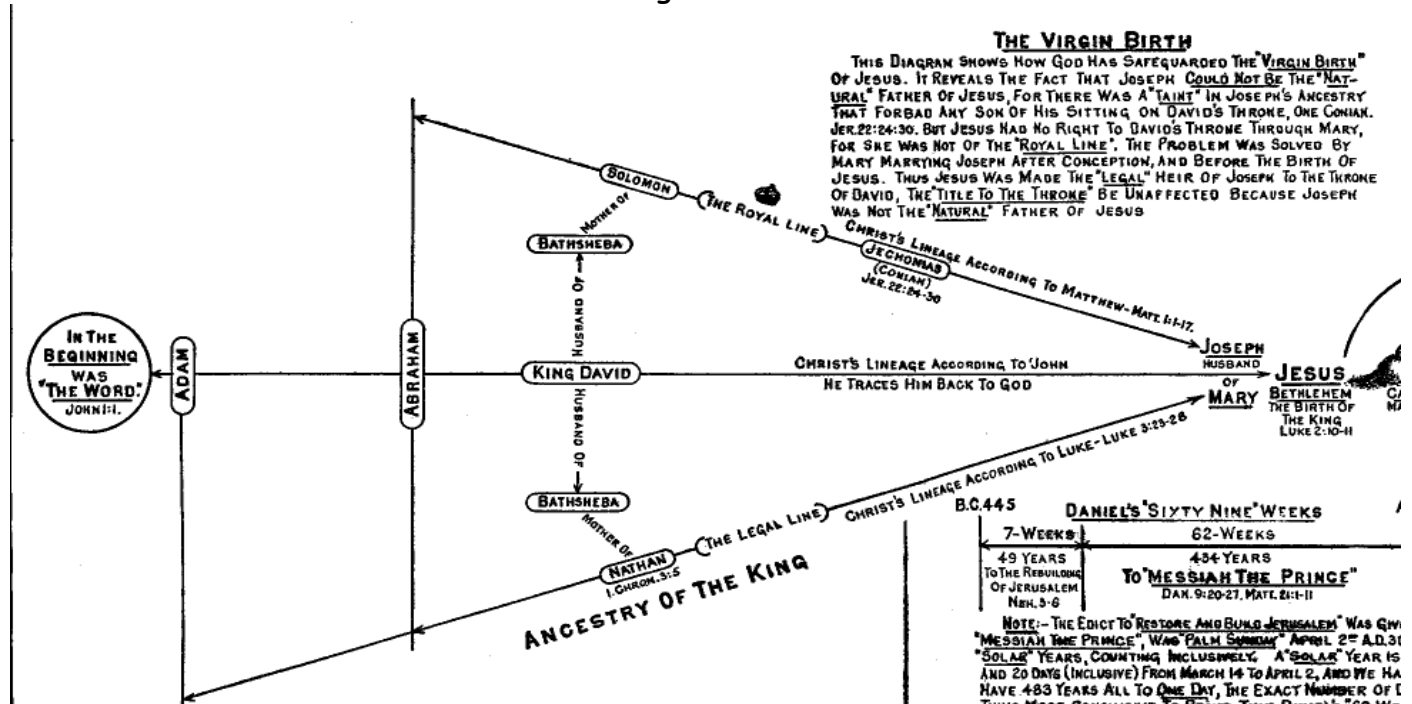 THE VIRGIN BIRTH
THIS DIAGRAM SHOWS HOW GOD HAS SAFEGUARDED THE "VIRGIN BIRTH"
OF JESUS. IT REVEALS THE FACT THAT JOSEPH COULD NOT BE THE "NAT-
URAL" FATHER OF JESUS, FOR THERE WAS A "TAINT" IN JOSEPH'S ANCESTRY
THAT FORBAD ANY SON OF HIS SITTING ON DAVID'S THRONE, ONE CONIAH.
JER.22:24:30. BUT JESUS HAD NO RIGHT TO DAVID'S THRONE THROUGH MARY,
FOR SHE WAS NOT OF THE "ROYAL LINE". THE PROBLEM WAS SOLVED BY
MARY MARRYING JOSEPH AFTER CONCEPTION, AND BEFORE THE BIRTH OF
JESUS. THUS JESUS WAS MADE THE "LEGAL" HEIR OF JOSEPH TO THE THRONE
OF DAVID, THE "TITLE TO THE THRONE" BE UNAFFECTED BECAUSE JOSEPH
WAS NOT THE "NATURAL" FATHER OF JESUS
SOLOMON
THE ROYAL LINE
CHRIST'S LINEAGE ACCORDING TO MATTHEW-MATT. 1:1-17.
MOTHER OF
BATHSHEBA
JECHONIAS
(CONIAH)
JER.22:24-30
HUSBAND OF
IN THE
BEGINNING
WAS
"THE WORD."
JOHN 1:1.
ADAM
ABRAHAM
KING DAVID
CHRIST'S LINEAGE ACCORDING TO JOHN
HE TRACES HIM BACK TO GOD
JOSEPH
HUSBAND
OF
MARY
JESUS
BETHLEHEM
THE BIRTH OF
THE KING
LUKE 2:10-11
HUSBAND OF
BATHSHEBA
MOTHER OF
NATHAN
1.CHRON.3:5
THE LEGAL LINE
CHRIST'S LINEAGE ACCORDING TO LUKE-LUKE 3:23-28
ANCESTRY OF THE KING
B.C.445
DANIEL'S "SIXTY NINE" WEEKS
7-WEEKS
62-WEEKS
49 YEARS
TO THE REBUILDING
OF JERUSALEM
NEH. 3-6
434 YEARS
TO "MESSIAH THE PRINCE"
DAN. 9:20-27. MATT. 21:1-11
NOTE:- THE EDICT TO "RESTORE AND BUILD JERUSALEM" WAS
"MESSIAH THE PRINCE", WAS "PALM SUNDAY" APRIL 2ND A.D.
"SOLAR" YEARS, COUNTING INCLUSIVELY. A "SOLAR" YEAR IS
AND 20 DAYS (INCLUSIVE) FROM MARCH 14 TO APRIL 2, AND WE
HAVE 483 YEARS ALL TO ONE DAY, THE EXACT NUMBER OF